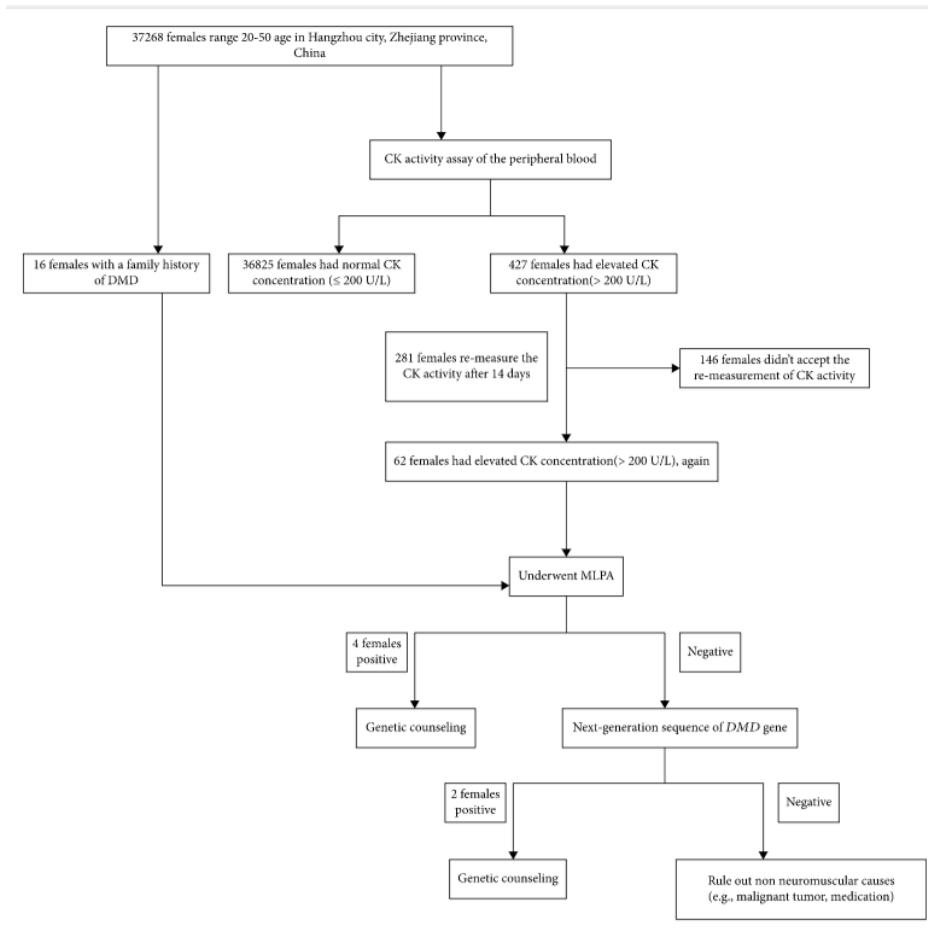 37268 females range 20-50 age in Hangzhou city, Zhejiang province,
China
CK activity assay of the peripheral blood
16 females with a family history
of DMD
36825 females had normal CK
concentration (≤ 200 U/L)
427 females had elevated CK
concentration(> 200 U/L)
281 females re-measure the
CK activity after 14 days
146 females didn't accept the
re-measurement of CK activity
62 females had elevated CK concentration(> 200 U/L), again
Underwent MLPA
4 females
positive
Negative
Genetic counseling
Next-generation sequence of DMD gene
2 females
positive
Negative
Genetic counseling
Rule out non neuromuscular causes
(e.g., malignant tumor, medication)